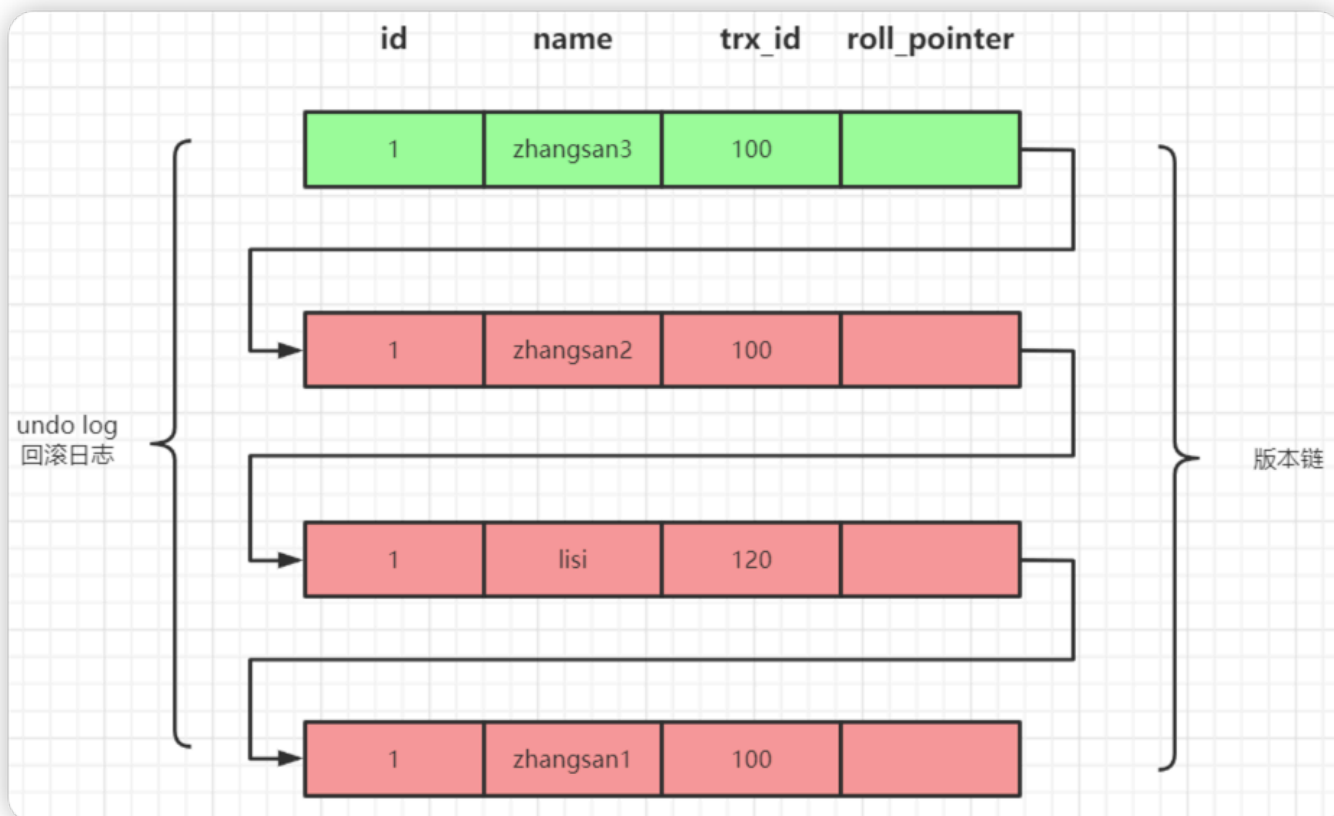 id name trx_id roll_pointer
1 zhangsan3 100
1 zhangsan2 100
undo log
回滚日志
版本链
1 lisi 120
1 zhangsan1 100